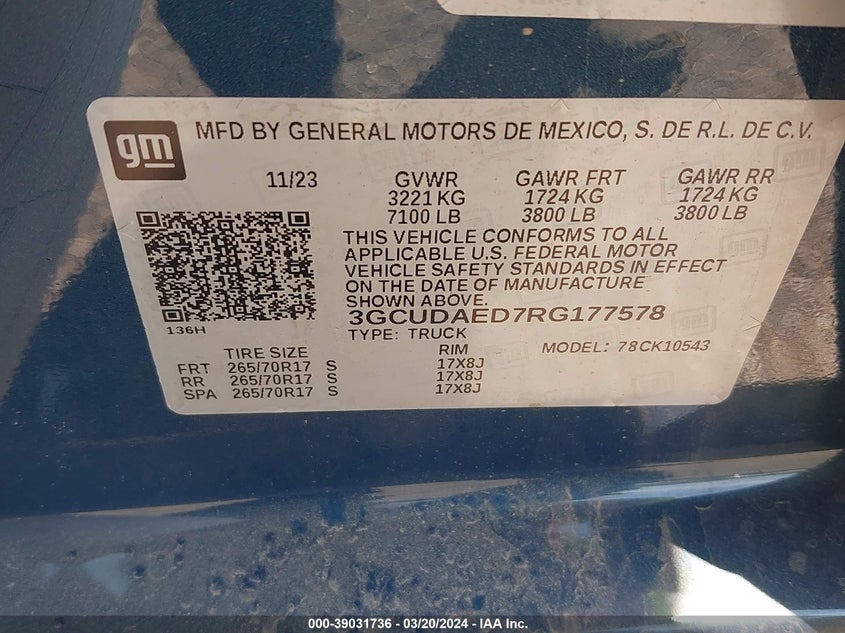 gm
MFD BY GENERAL MOTORS DE MEXICO, S. DE R.L. DE C.V.
11/23 GVWR GAWR FRT GAWR RR
3221 KG 1724 KG 1724 KG
7100 LB 3800 LB 3800 LB
THIS VEHICLE CONFORMS TO ALL
APPLICABLE U.S. FEDERAL MOTOR
VEHICLE SAFETY STANDARDS IN EFFECT
ON THE DATE OF MANUFACTURE
SHOWN ABOVE.
3GCUDAED7RG177578
136H
TYPE: TRUCK
TIRE SIZE RIM MODEL: 78CK10543
FRT 265/70R17 S 17X8J
RR 265/70R17 S 17X8J
SPA 265/70R17 S 17X8J
000-39031736 - 03/20/2024 - IAA Inc.